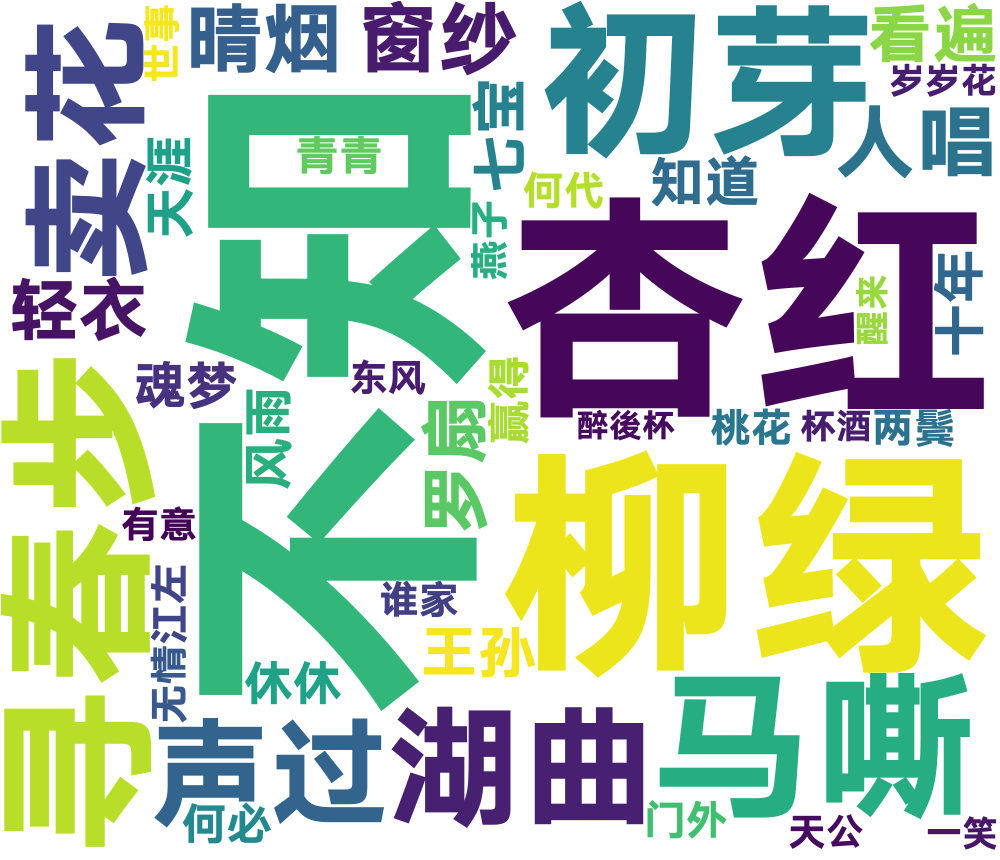 世事
晴烟
窗纱
初芽
看遍
岁岁花
卖花
天涯
不知
青青
七宝
燕子
何代
知道
人唱
杏红
十年
醒来
轻衣
魂梦
东风
风雨
罗扇
赢得
醉後杯
桃花
杯酒
两鬓
寻春步
有意
无情江左
谁家
柳绿
王孙
休休
声过
湖曲
马嘶
何必
门外
天公
一笑